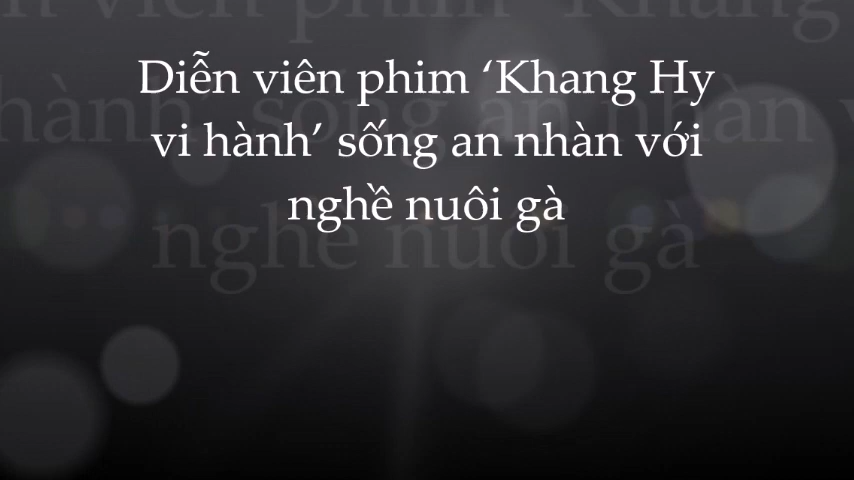 Diễn viên phim ‘Khang Hy
vi hành’ sống an nhàn với
nghề nuôi gà